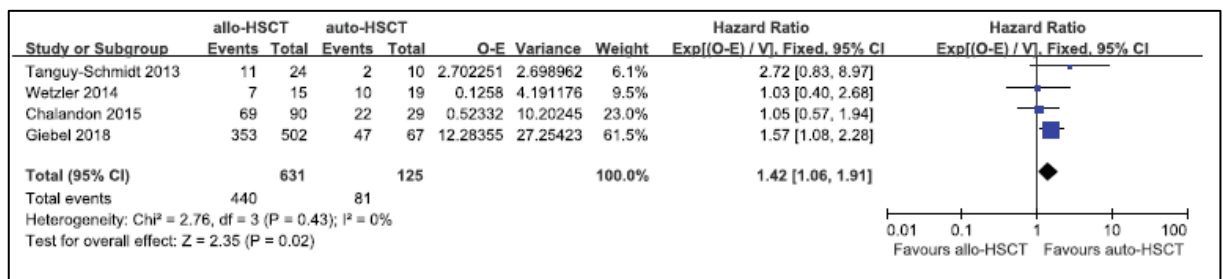 allo-HSCT auto-HSCT Hazard Ratio Hazard Ratio
Study or Subgroup Events Total Events Total O-E Variance Weight Exp[(O-E) / V], Fixed, 95% CI Exp[(O-E) / V], Fixed, 95% CI
Tanguy-Schmidt 2013 11 24 2 10 2.702251 2.698962 6.1% 2.72 [0.83, 8.97]
Wetzler 2014 7 15 10 19 0.1258 4.191176 9.5% 1.03 [0.40, 2.68]
Chalandon 2015 69 90 22 29 0.52332 10.20245 23.0% 1.05 [0.57, 1.94]
Giebel 2018 353 502 47 67 12.28355 27.25423 61.5% 1.57 [1.08, 2.28]
Total (95% CI) 631 125 100.0% 1.42 [1.06, 1.91]
Total events 440 81
Heterogeneity: Chi² = 2.76, df = 3 (P = 0.43); I² = 0%
Test for overall effect: Z = 2.35 (P = 0.02)
0.01 0.1 1 10 100
Favours allo-HSCT Favours auto-HSCT